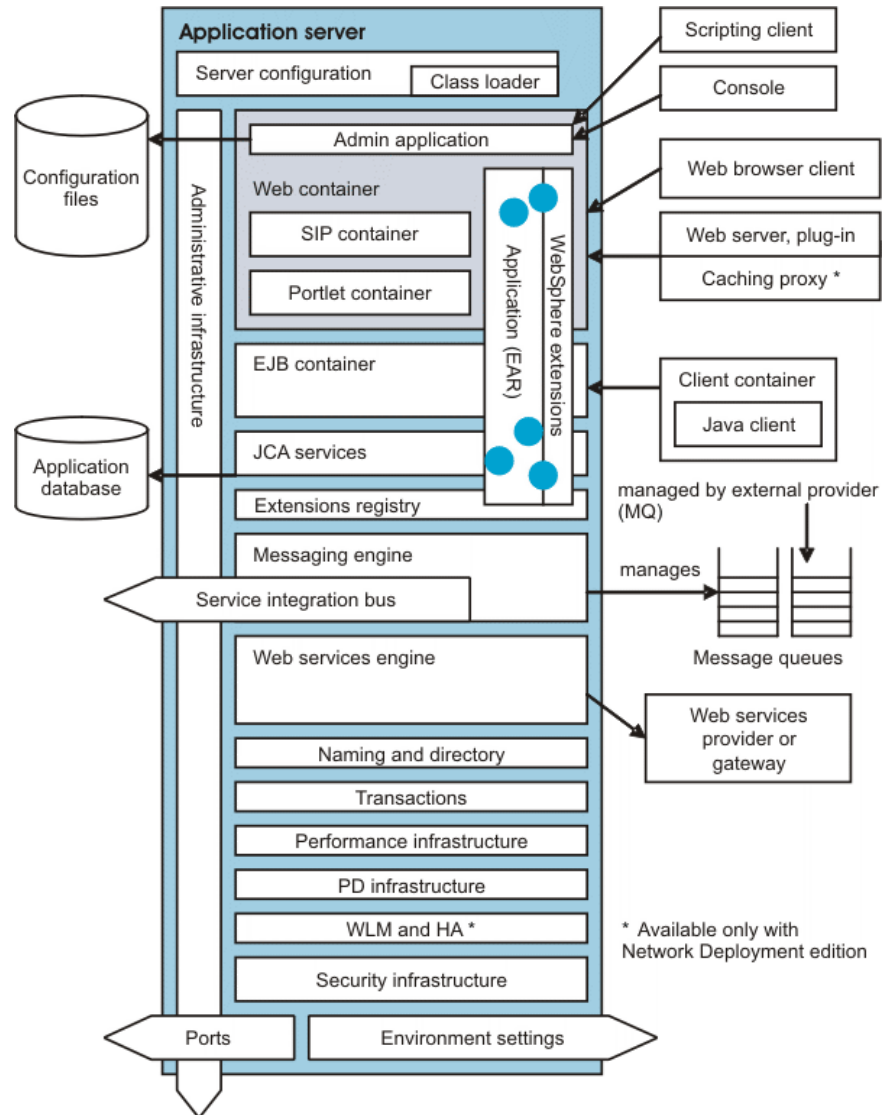 Application server
Server configuration
Class loader
Scripting client
Console
Admin application
Configuration
files
Administrative infrastructure
Web container
SIP container
Portlet container
Application (EAR)
WebSphere extensions
Web browser client
Web server, plug-in
Caching proxy *
EJB container
Client container
Java client
JCA services
Application
database
Extensions registry
managed by external provider
(MQ)
Messaging engine
manages
Service integration bus
Message queues
Web services engine
Web services
provider or
gateway
Naming and directory
Transactions
Performance infrastructure
PD infrastructure
WLM and HA *
* Available only with
Network Deployment edition
Security infrastructure
Ports
Environment settings